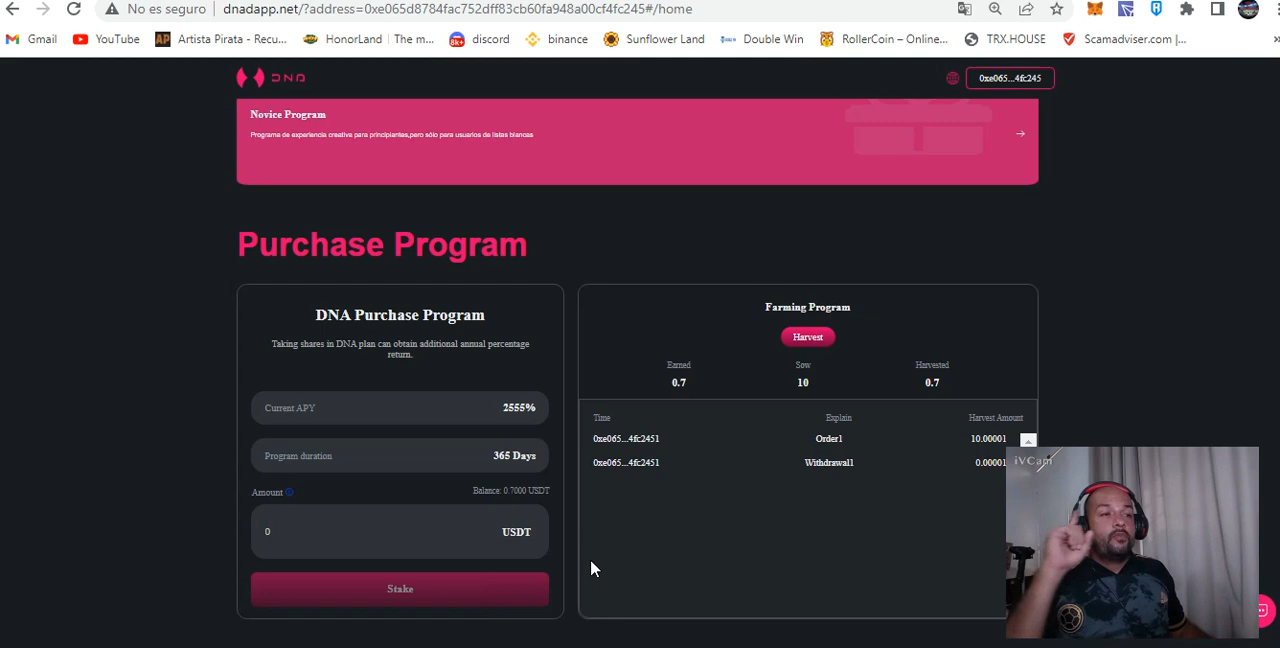 No es seguro
dnadapp.net/?address=0xe065d8784fac752dff83cb60fa948a00cf4fc245#/home
Gmail
YouTube
AP
Artista Pirata - Recu...
HonorLand | The m...
8k+
discord
binance
Sunflower Land
Double Win
RollerCoin – Online...
TRX.HOUSE
Scamadviser.com |...
»
DNA
0xe065...4fc245
Novice Program
Programa de experiencia creativa para principiantes,pero sólo para usuarios de listas blancas
Purchase Program
DNA Purchase Program
Taking shares in DNA plan can obtain additional annual percentage
return.
Current APY
2555%
Program duration
365 Days
Amount
Balance: 0.7000 USDT
0
USDT
Stake
Farming Program
Harvest
Earned
Sow
Harvested
0.7
10
0.7
Time
Explain
Harvest Amount
0xe065...4fc2451
Order1
10.00001
0xe065...4fc2451
Withdrawal1
0.00001
iVCam